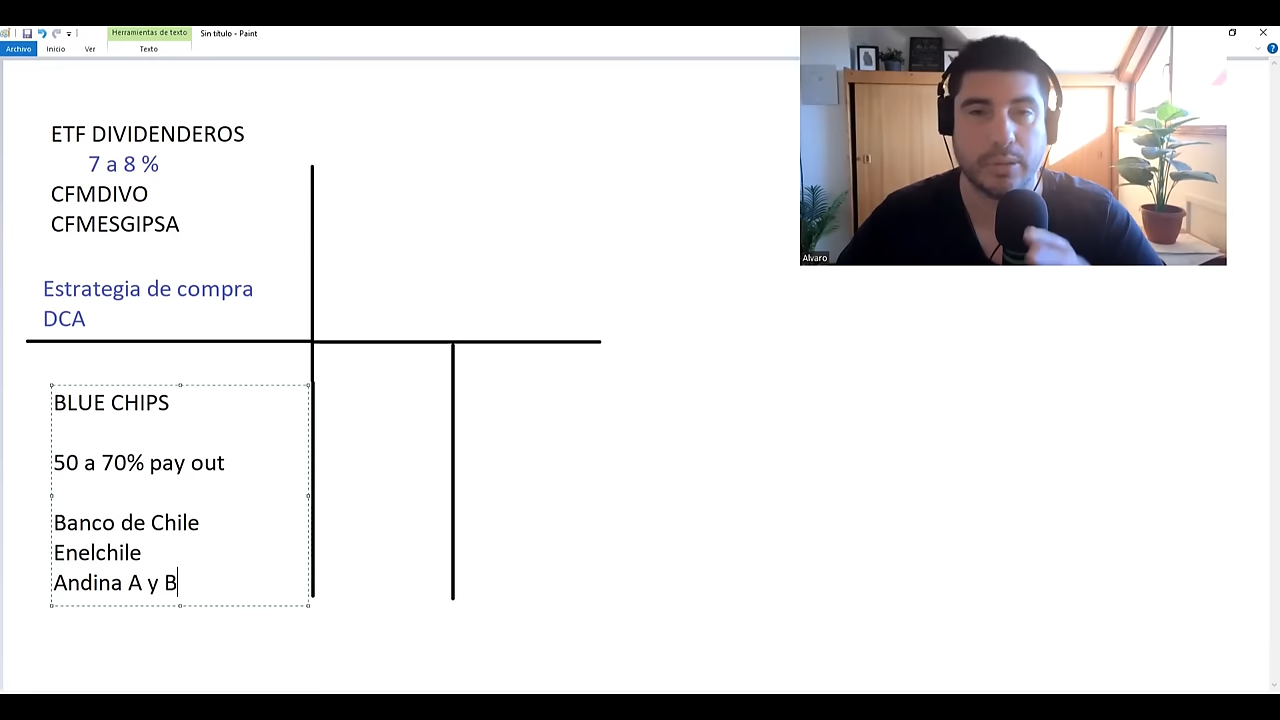 Herramientas de texto
Sin título - Paint
Archivo
Inicio
Ver
Texto
ETF DIVIDENDEROS
7 a 8 %
CFMDIVO
CFMESGIPSA
Estrategia de compra
DCA
BLUE CHIPS
50 a 70% pay out
Banco de Chile
Enelchile
Andina A y B
Alvaro